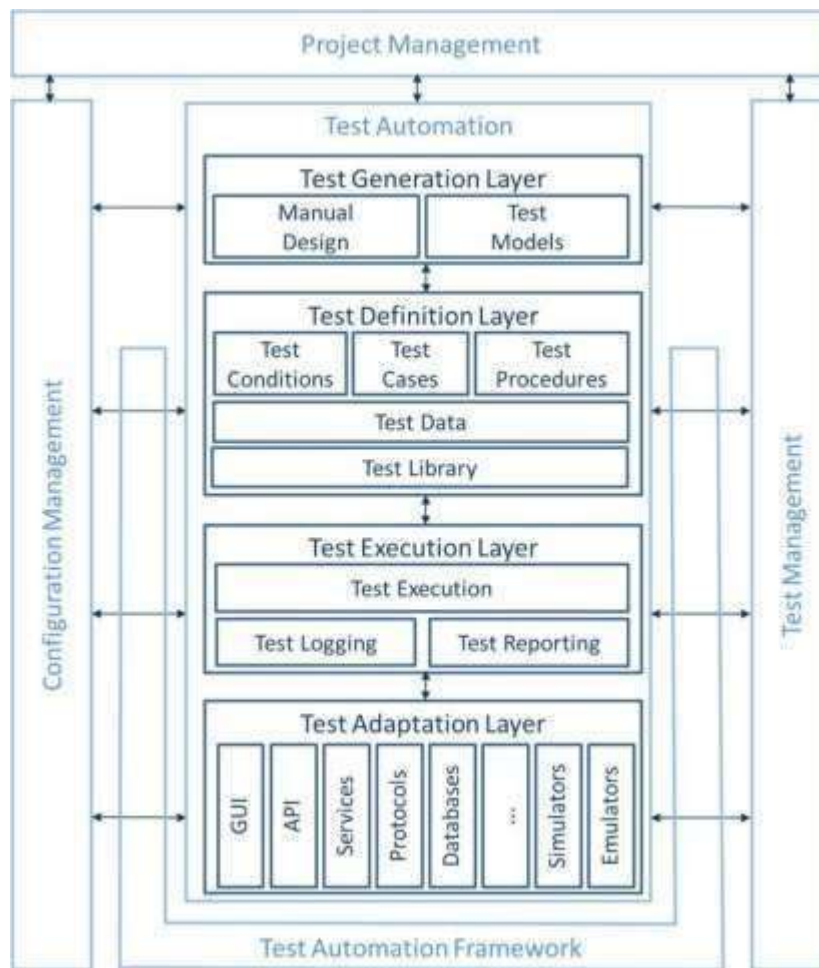 Project Management
Test Automation
Test Generation Layer
Manual
Design
Test
Models
Test Definition Layer
Test
Conditions
Test
Cases
Test
Procedures
Test Data
Test Library
Test Execution Layer
Test Execution
Test Logging
Test Reporting
Test Adaptation Layer
GUI
API
Services
Protocols
Databases
...
Simulators
Emulators
Configuration Management
Test Management
Test Automation Framework